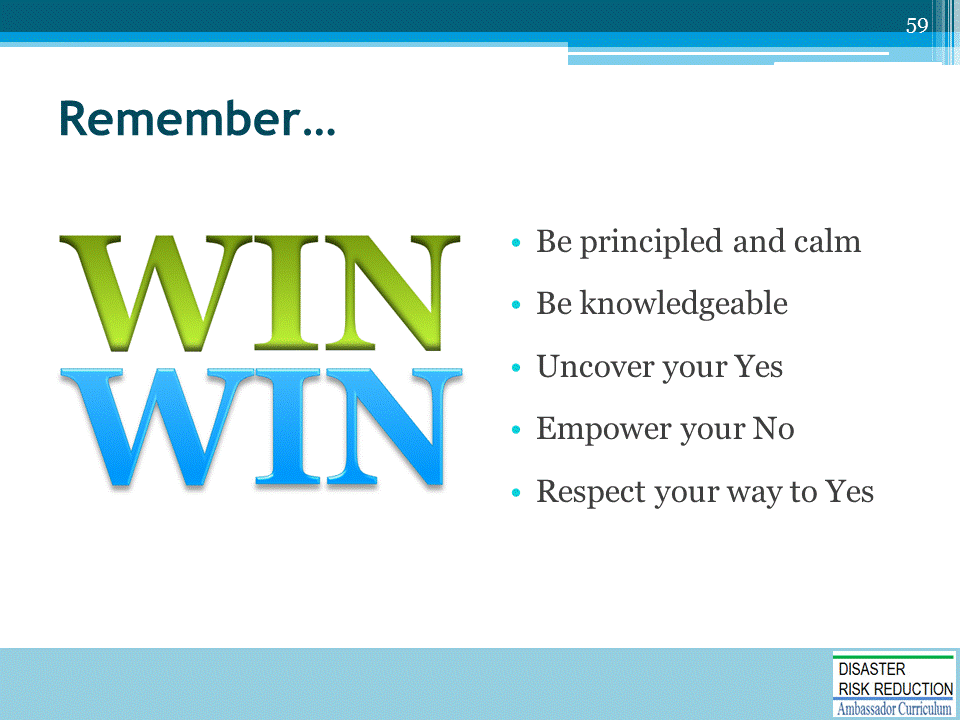 59
Remember…
WIN
WIN
• Be principled and calm
• Be knowledgeable
• Uncover your Yes
• Empower your No
• Respect your way to Yes
DISASTER
RISK REDUCTION
Ambassador Curriculum